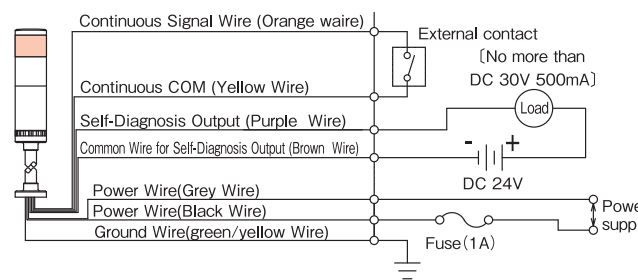 Continuous Signal Wire (Orange waire)
External contact
〔No more than
DC 30V 500mA〕
Continuous COM (Yellow Wire)
Load
Self-Diagnosis Output (Purple Wire)
Common Wire for Self-Diagnosis Output (Brown Wire)
- +
DC 24V
Power Wire(Grey Wire)
Power Wire(Black Wire)
Powe
supp
Ground Wire(green/yellow Wire)
Fuse(1A)